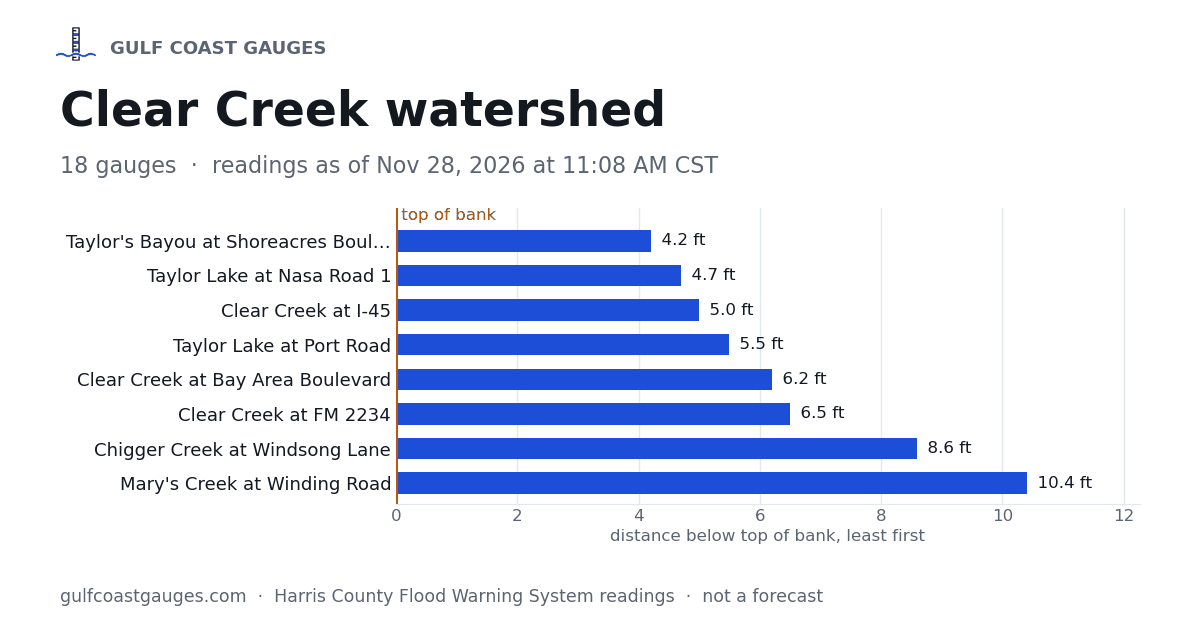 GULF COAST GAUGES
Clear Creek watershed
18 gauges · readings as of Nov 28, 2026 at 11:08 AM CST
top of bank
Taylor's Bayou at Shoreacres Boul… 4.2 ft
Taylor Lake at Nasa Road 1 4.7 ft
Clear Creek at I-45 5.0 ft
Taylor Lake at Port Road 5.5 ft
Clear Creek at Bay Area Boulevard 6.2 ft
Clear Creek at FM 2234 6.5 ft
Chigger Creek at Windsong Lane 8.6 ft
Mary's Creek at Winding Road 10.4 ft
0 2 4 6 8 10 12
distance below top of bank, least first
gulfcoastgauges.com · Harris County Flood Warning System readings · not a forecast